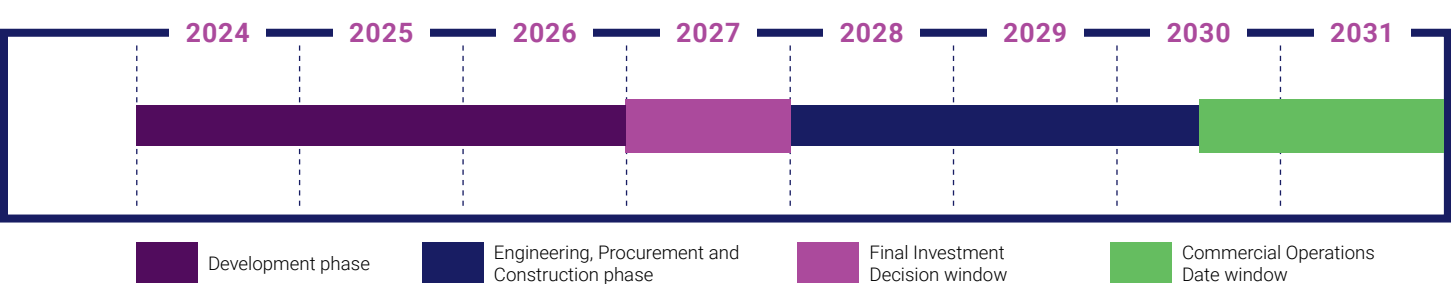 2024 2025 2026 2027 2028 2029 2030 2031
Development phase
Engineering, Procurement and
Construction phase
Final Investment
Decision window
Commercial Operations
Date window